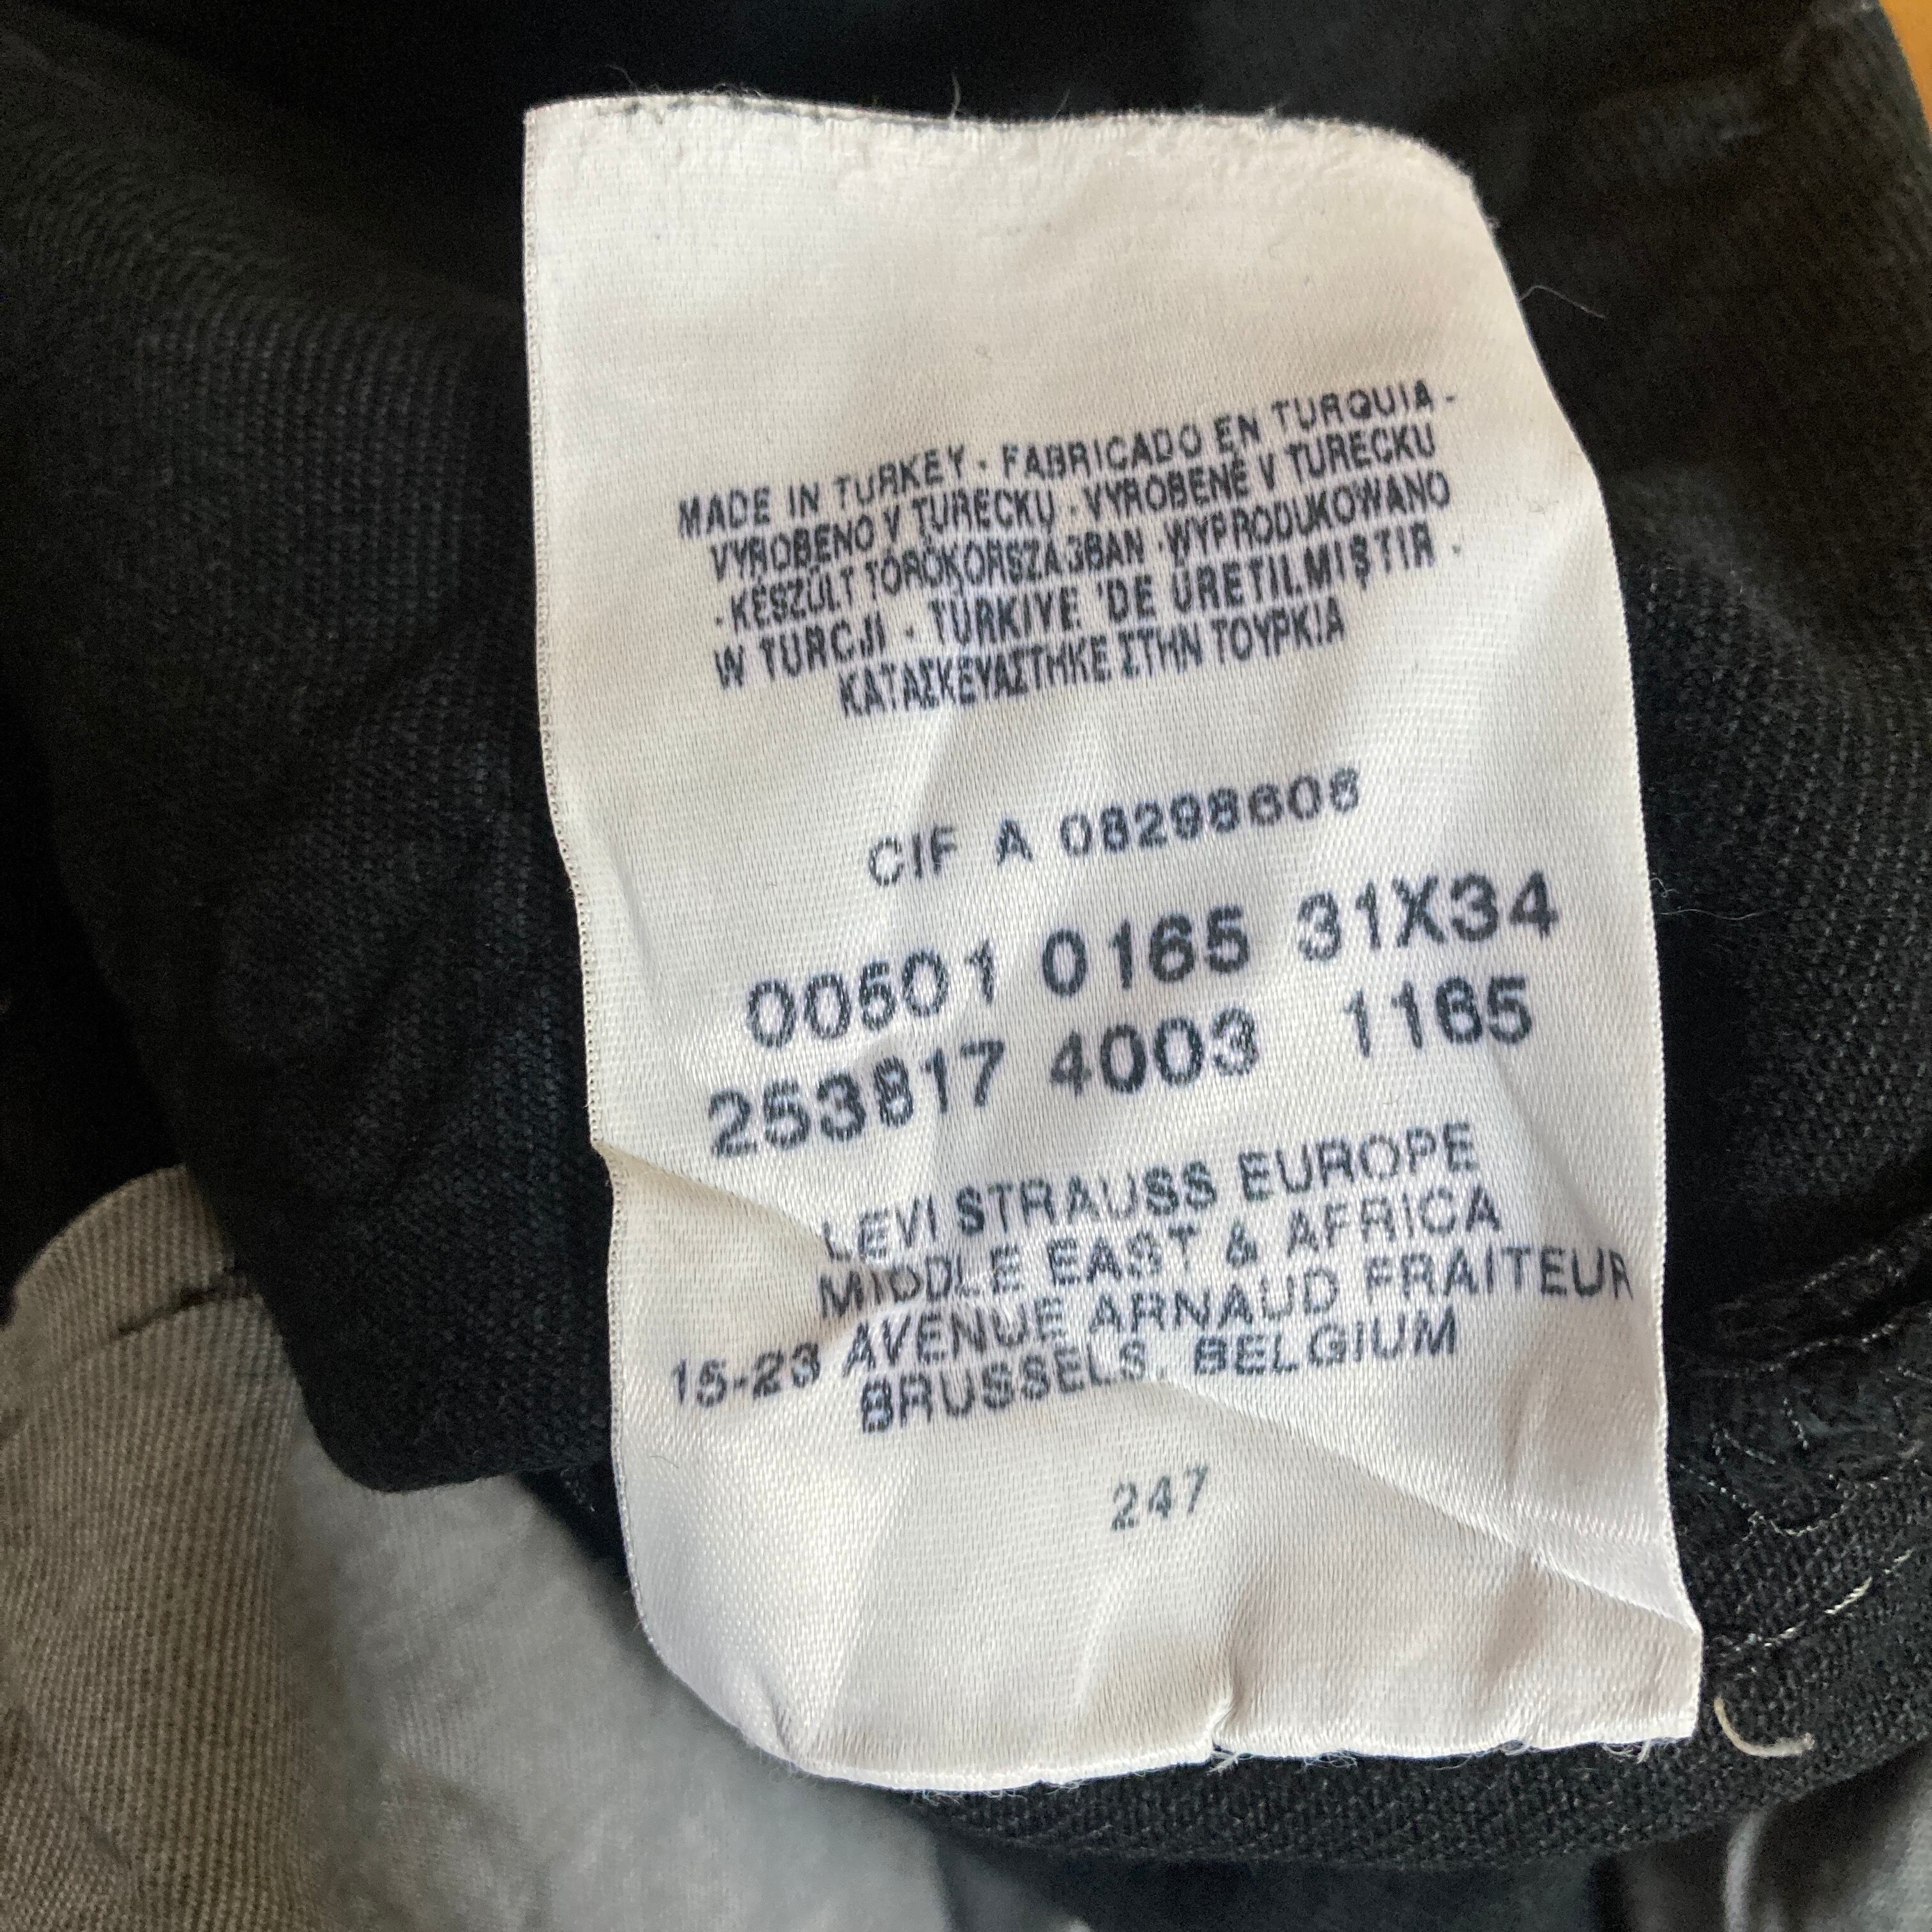 MADE IN TURKEY - FABRICADO EN TURQUIA -
VYROBENO V TURECKU - VYROBENÉ V TURECKU
- KÉSZÜLT TÖRÖKORSZÁGBAN - WYPRODUKOWANO
W TURCJI - TÜRKIYE 'DE ÜRETILMIŞTIR -
ΚΑΤΑΣΚΕΥΑΣΤΗΚΕ ΣΤΗΝ ΤΟΥΡΚΙΑ
CIF A 08298606
00501 0165 31X34
253817 4003 1165
LEVI STRAUSS EUROPE
MIDDLE EAST & AFRICA
15-23 AVENUE ARNAUD FRAITEUR
BRUSSELS, BELGIUM
247